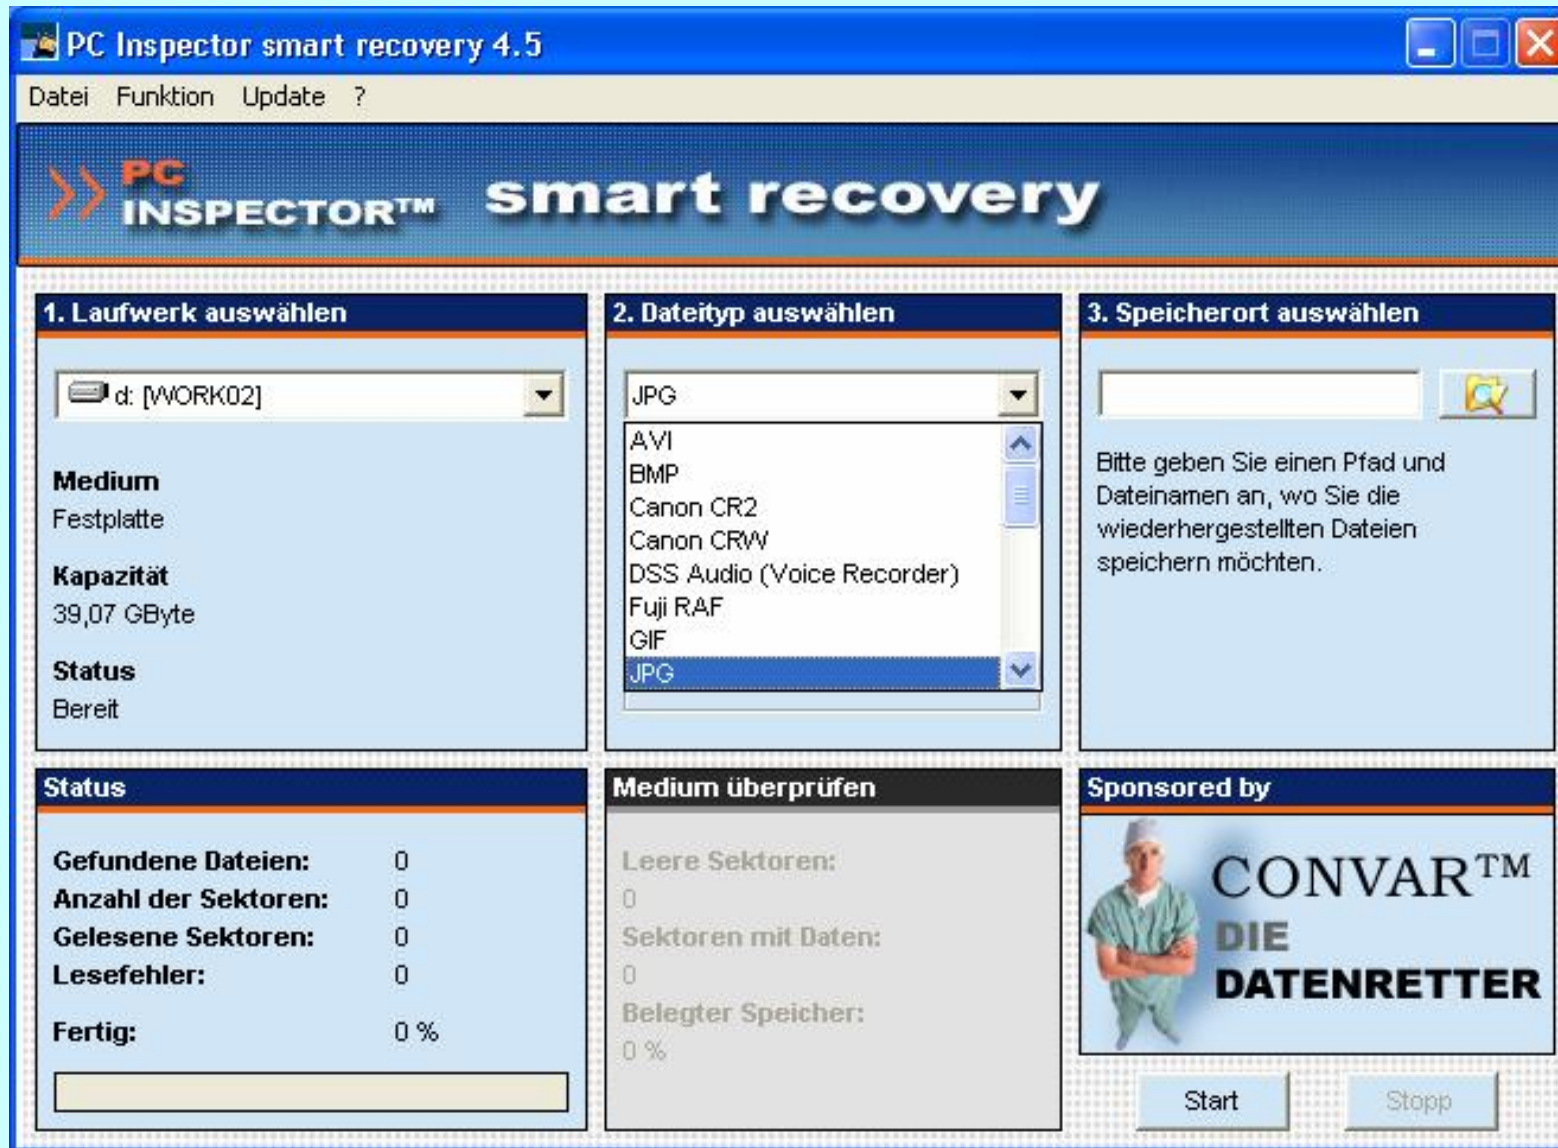 PC Inspector smart recovery 4.5
Datei Funktion Update ?
PC
INSPECTOR™ smart recovery
1. Laufwerk auswählen
d: [WORK02]
Medium
Festplatte
Kapazität
39,07 GByte
Status
Bereit
2. Dateityp auswählen
JPG
AVI
BMP
Canon CR2
Canon CRW
DSS Audio (Voice Recorder)
Fuji RAF
GIF
JPG
3. Speicherort auswählen
Bitte geben Sie einen Pfad und
Dateinamen an, wo Sie die
wiederhergestellten Dateien
speichern möchten.
Status
Gefundene Dateien: 0
Anzahl der Sektoren: 0
Gelesene Sektoren: 0
Lesefehler: 0
Fertig: 0 %
Medium überprüfen
Leere Sektoren:
0
Sektoren mit Daten:
0
Belegter Speicher:
0 %
Sponsored by
CONVAR™
DIE
DATENRETTER
Start Stopp